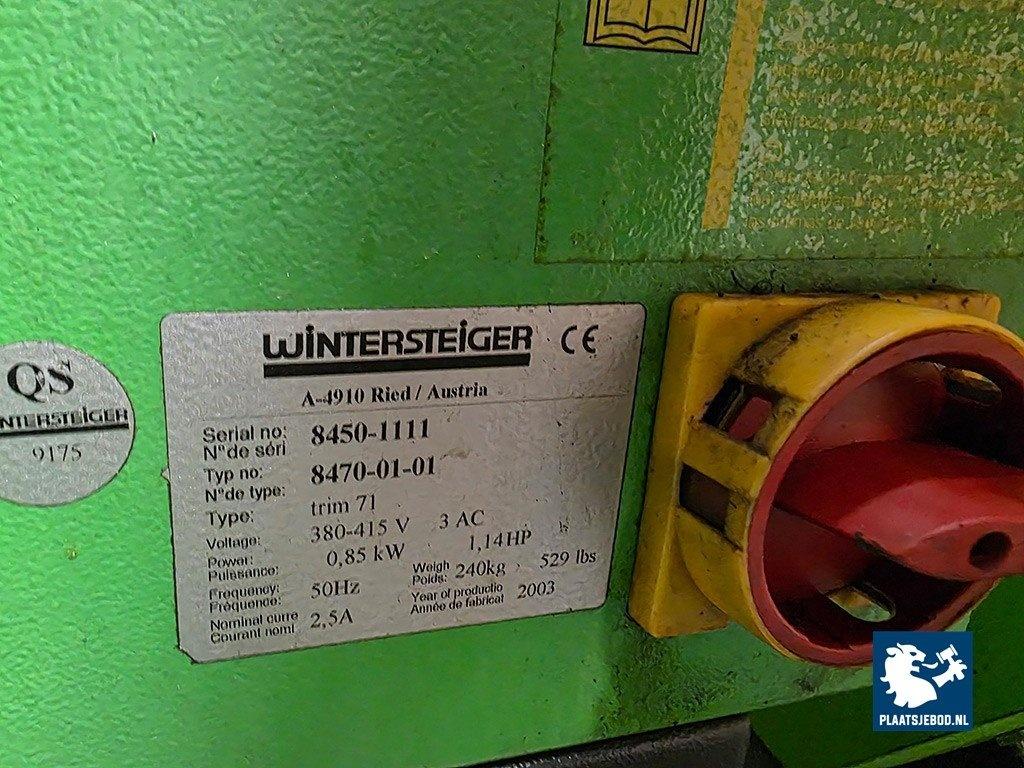 WINTERSTEIGER CE
A-4910 Ried / Austria
Serial no: 8450-1111
N°de séri
Typ no: 8470-01-01
N°de type:
Type: trim 71
Voltage: 380-415 V 3 AC
Power: 0,85 kW 1,14HP
Puissance:
Frequency: 50Hz Weigh 240kg 529 lbs
Fréquence: Poids:
Nominal curre 2,5A Year of productio 2003
Courant nomi Année de fabricat
QS
NTERSTEIGER
9175
PLAATSJEBOD.NL